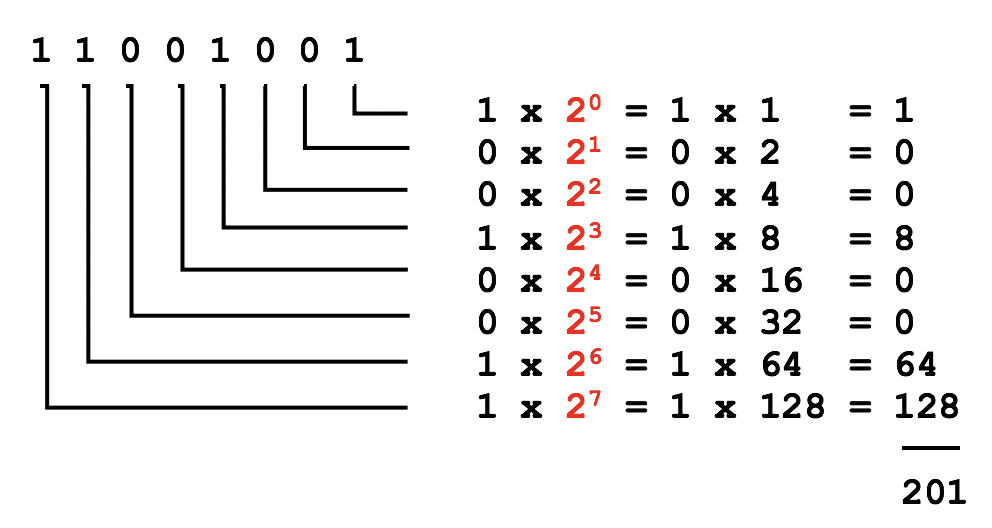 1 1 0 0 1 0 0 1
1 x 2⁰ = 1 x 1 = 1
0 x 2¹ = 0 x 2 = 0
0 x 2² = 0 x 4 = 0
1 x 2³ = 1 x 8 = 8
0 x 2⁴ = 0 x 16 = 0
0 x 2⁵ = 0 x 32 = 0
1 x 2⁶ = 1 x 64 = 64
1 x 2⁷ = 1 x 128 = 128
201